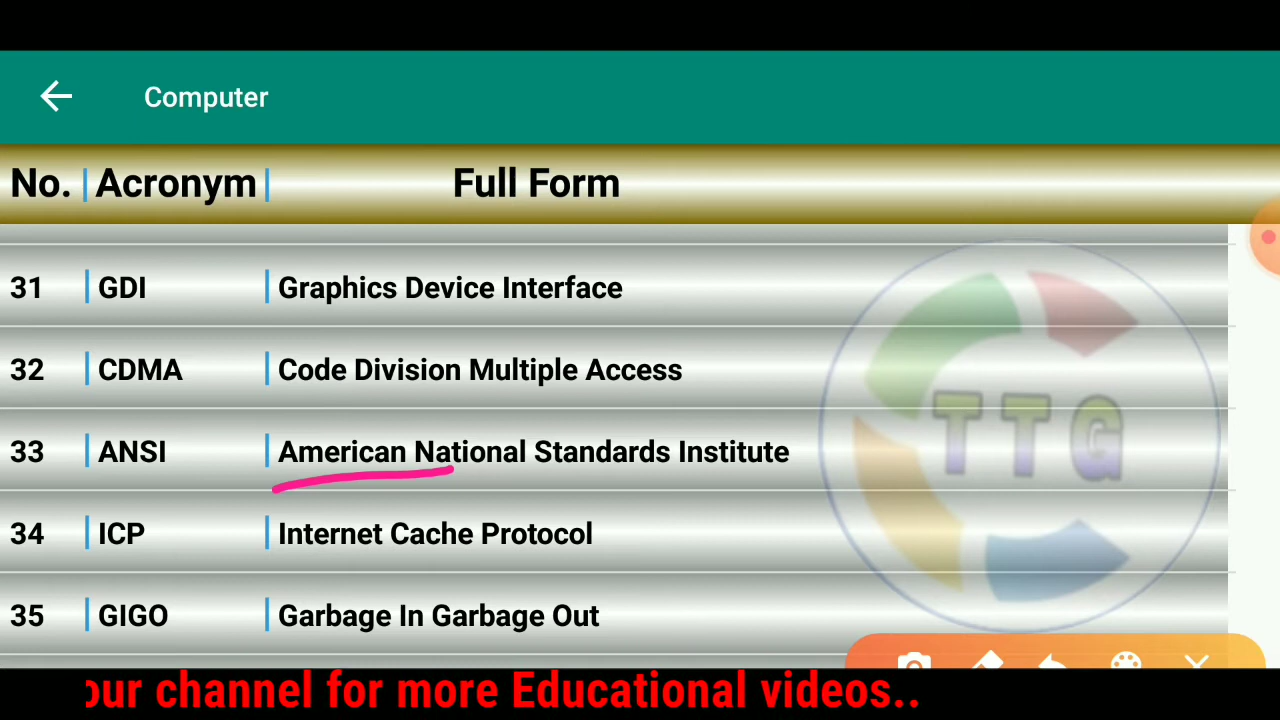 Computer
No. Acronym Full Form
31 GDI Graphics Device Interface
32 CDMA Code Division Multiple Access
33 ANSI American National Standards Institute
34 ICP Internet Cache Protocol
35 GIGO Garbage In Garbage Out
TTG
our channel for more Educational videos..